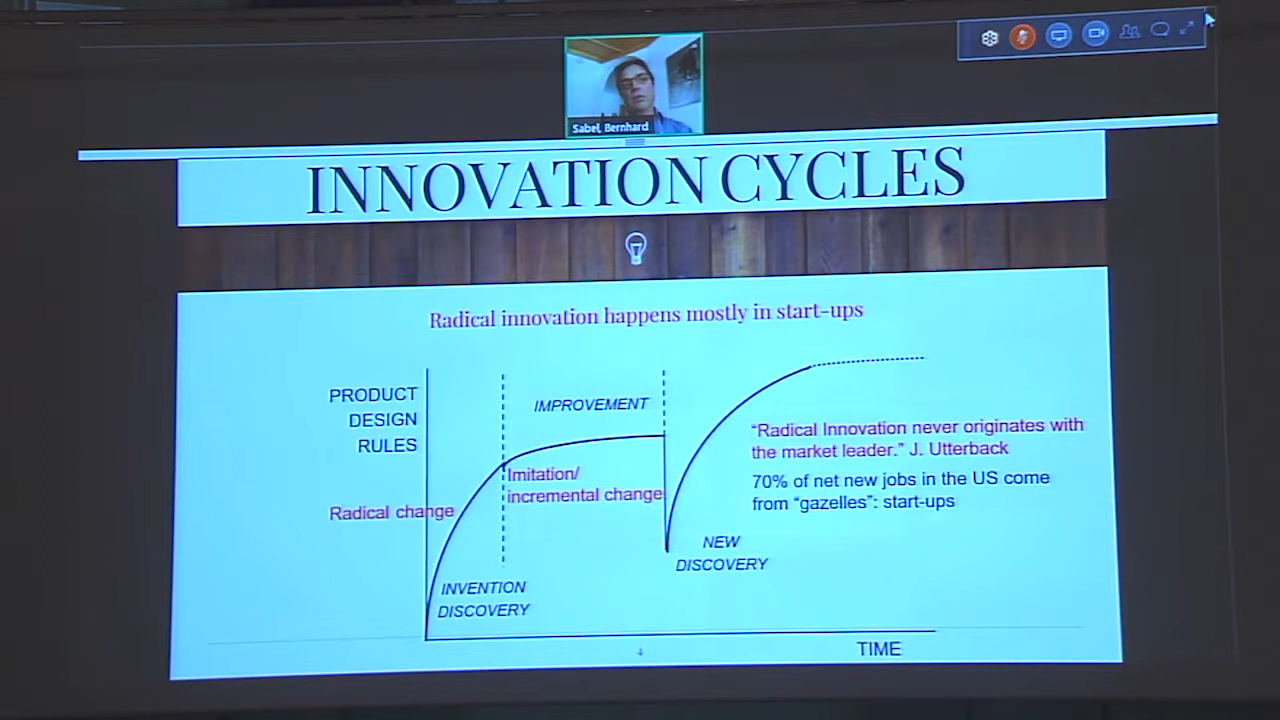 Sabel, Bernhard
INNOVATION CYCLES
Radical innovation happens mostly in start-ups
PRODUCT
DESIGN
RULES
IMPROVEMENT
Imitation/
incremental change
Radical change
INVENTION
DISCOVERY
NEW
DISCOVERY
“Radical Innovation never originates with
the market leader.” J. Utterback
70% of net new jobs in the US come
from “gazelles”: start-ups
TIME
4